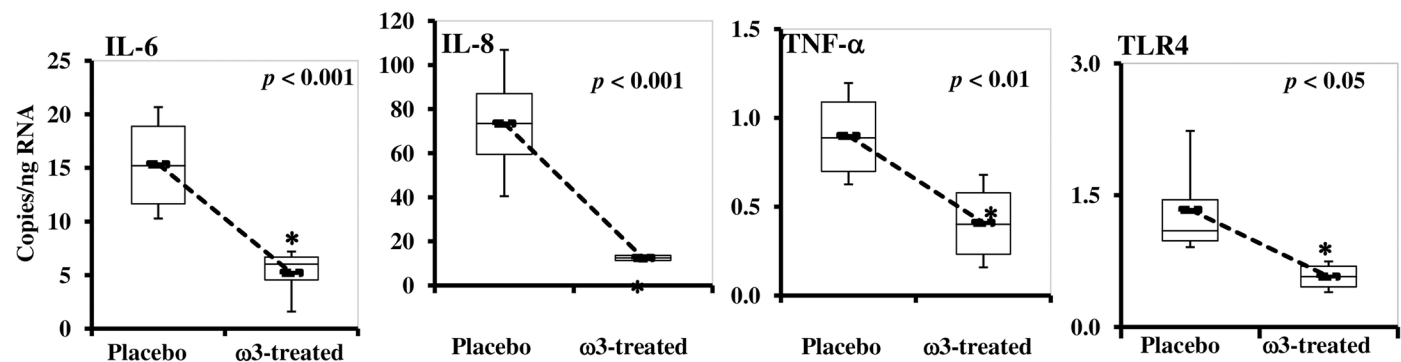 IL-6
p < 0.001
25
20
15
10
5
0
Copies/ng RNA
*
Placebo
ω3-treated
IL-8
p < 0.001
120
100
80
60
40
20
0
*
Placebo
ω3-treated
TNF-α
p < 0.01
1.5
1.0
0.5
0.0
*
Placebo
ω3-treated
TLR4
p < 0.05
3.0
1.5
0.0
*
Placebo
ω3-treated